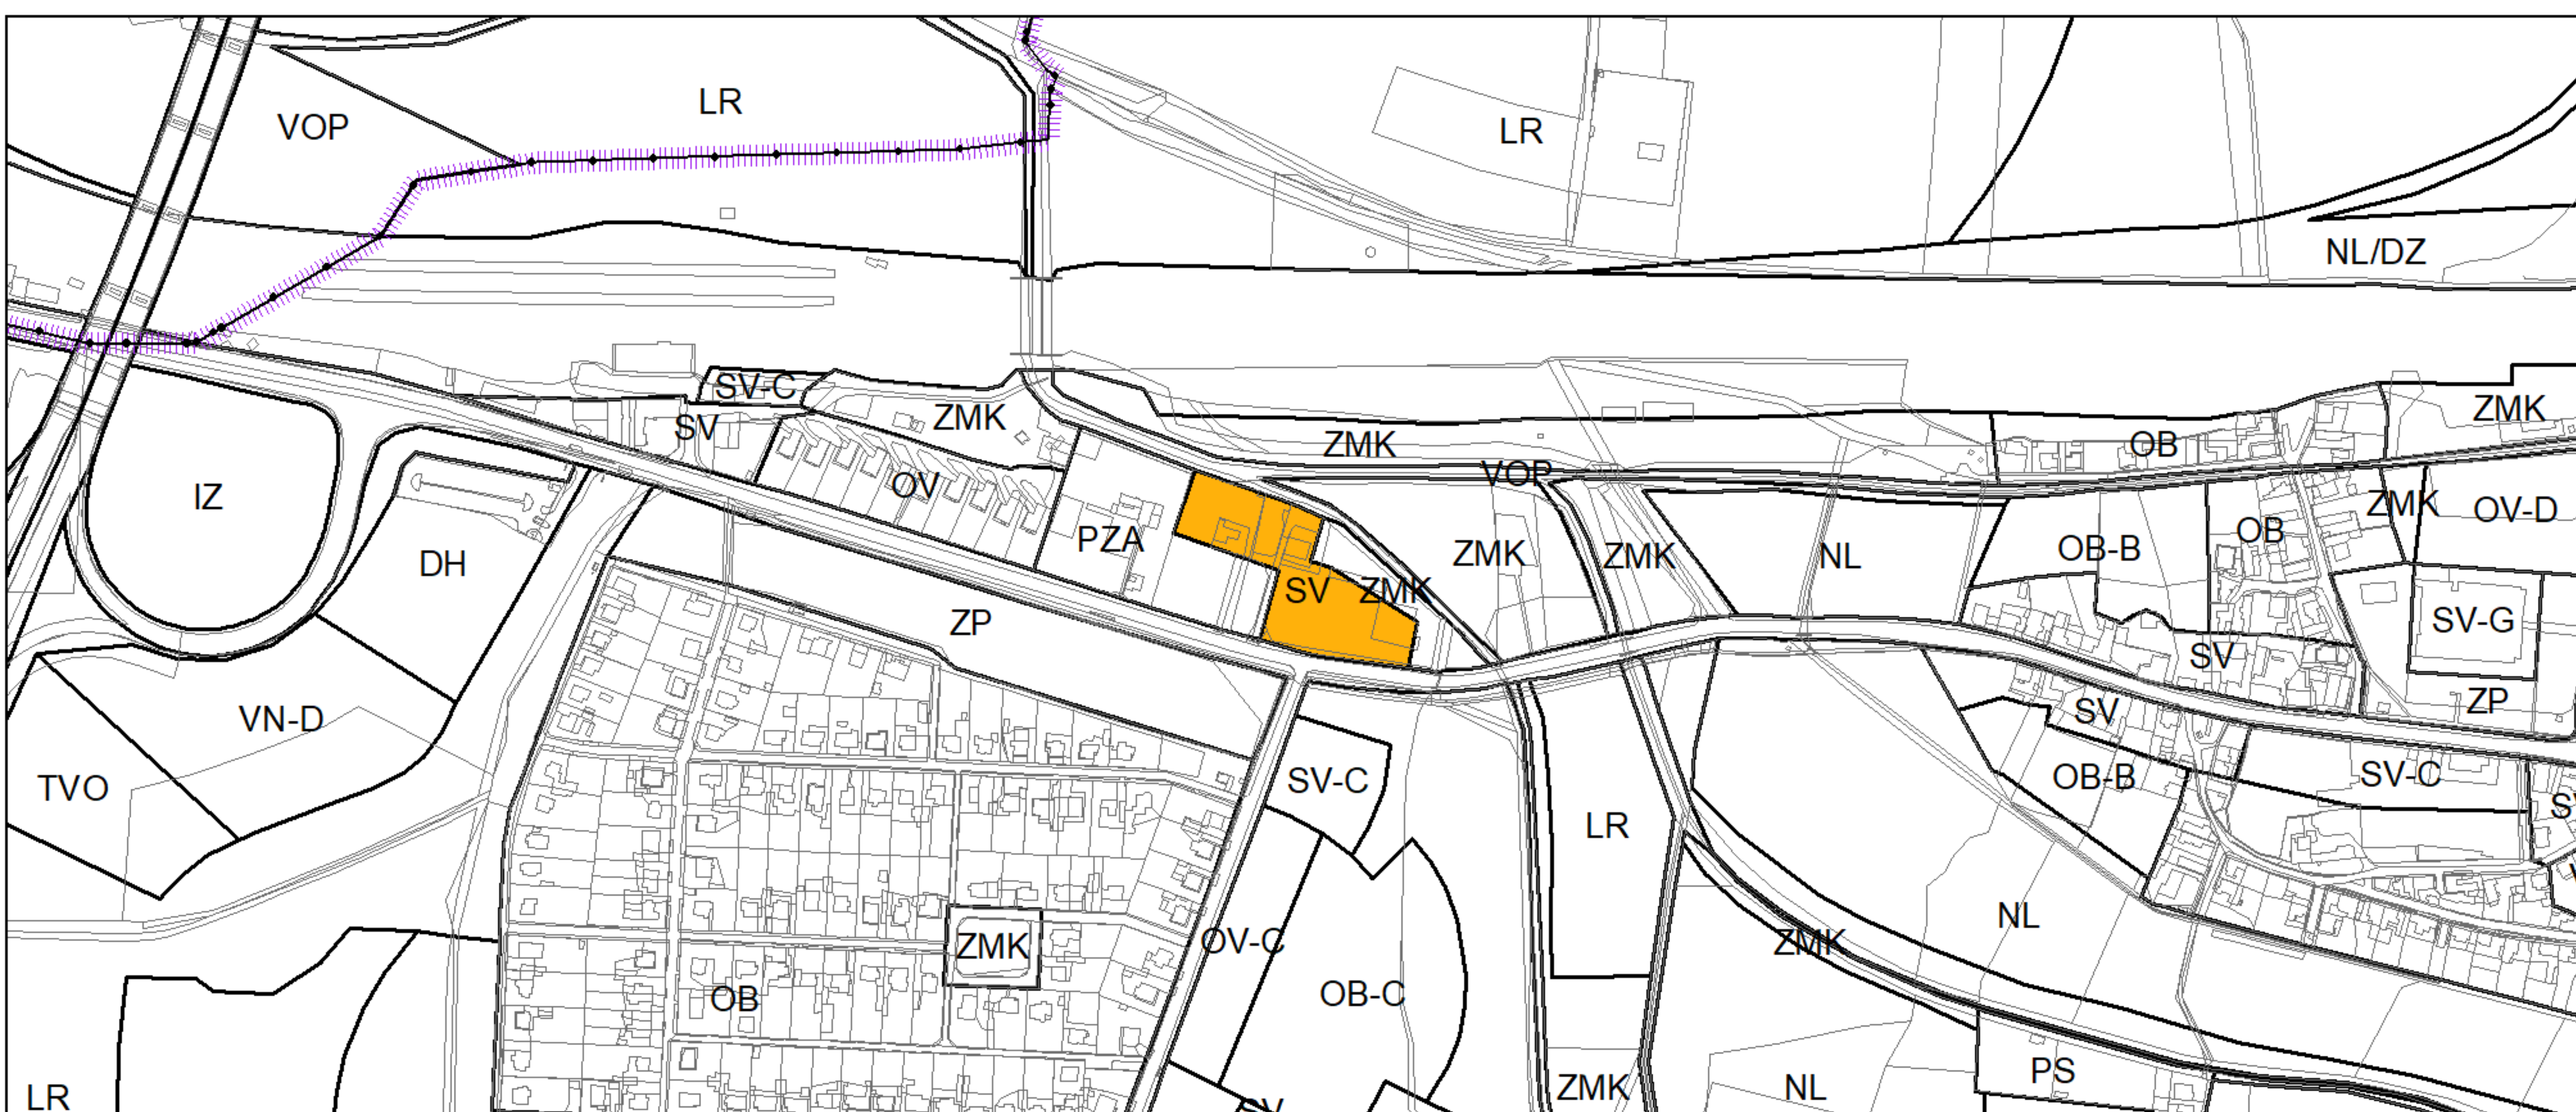 LR
VOP
LR
NL/DZ
SV-C
ZMK
SV
ZMK
OB
ZMK
VOP
OV
IZ
PZA
DH
ZMK
ZMK
NL
OB-B
OB
ZMK
OV-D
SV
ZMK
ZP
SV-G
SV
ZP
SV
VN-D
TVO
SV-C
OB-B
SV-C
LR
NL
OV-C
ZMK
ZMK
OB
OB-C
LR
ZMK
NL
PS
SV